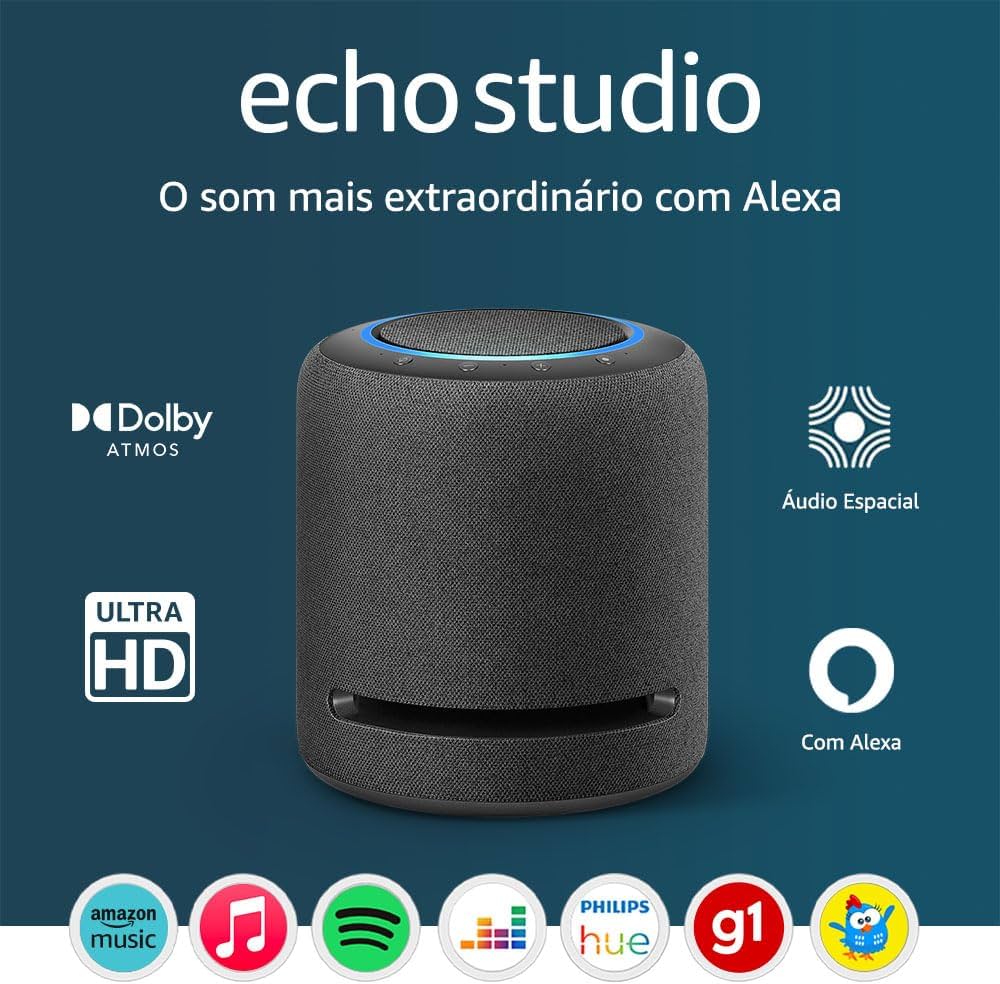 echo studio
O som mais extraordinário com Alexa
Dolby
ATMOS
Áudio Espacial
ULTRA
HD
Com Alexa
amazon
music
PHILIPS
hue
g1